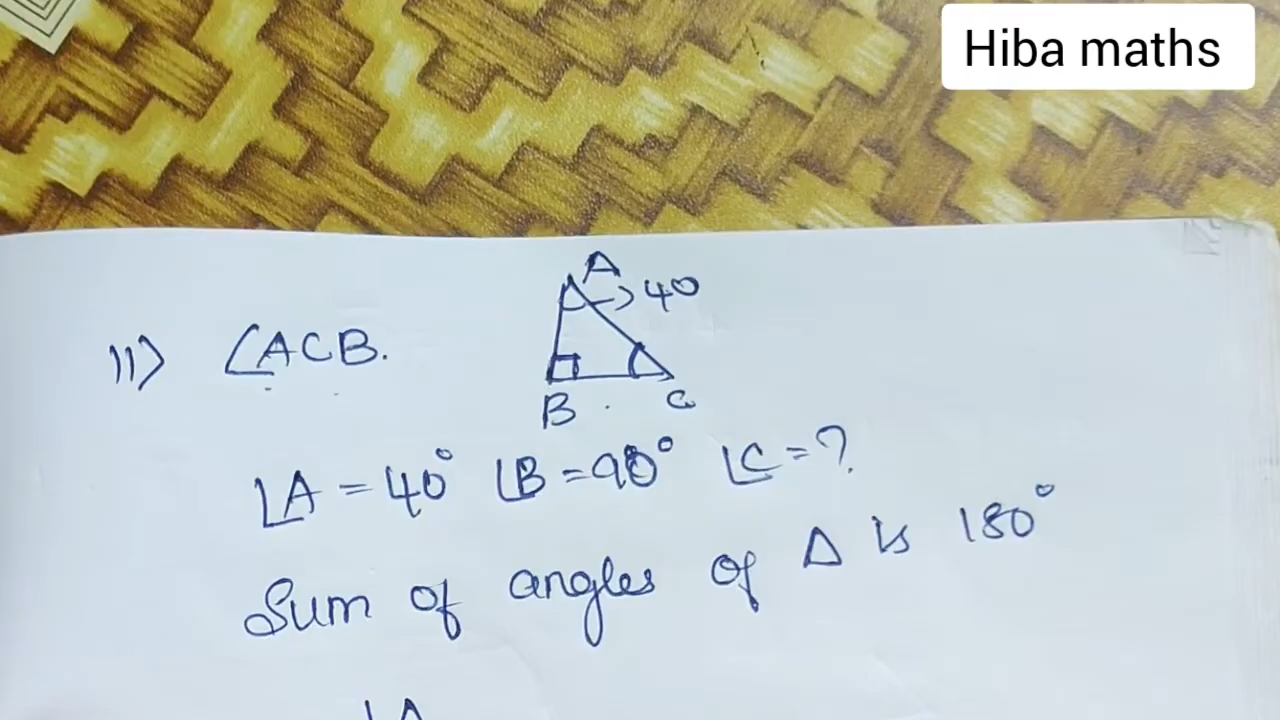 Hiba maths
11) ∠ACB.
A
40
B
C
∠A = 40° ∠B = 90° ∠C = ?
Sum of angles of Δ is 180°
∠A